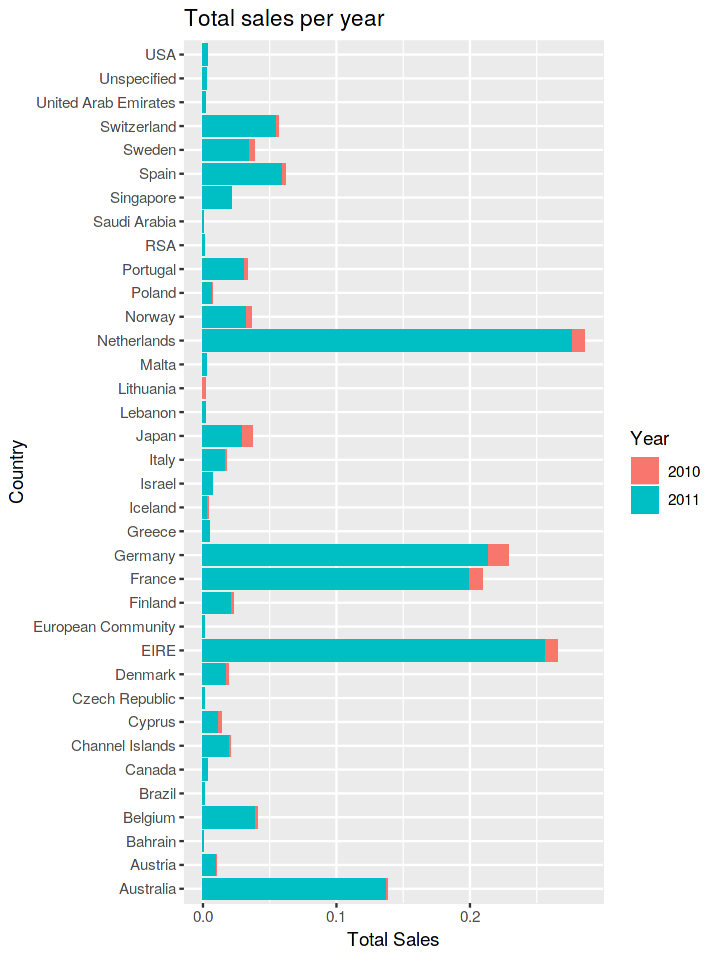 Total sales per year
USA
Unspecified
United Arab Emirates
Switzerland
Sweden
Spain
Singapore
Saudi Arabia
RSA
Portugal
Poland
Norway
Netherlands
Malta
Lithuania
Lebanon
Japan
Italy
Israel
Iceland
Greece
Germany
France
Finland
European Community
EIRE
Denmark
Czech Republic
Cyprus
Channel Islands
Canada
Brazil
Belgium
Bahrain
Austria
Australia
Country
0.0 0.1 0.2
Total Sales
Year
2010
2011